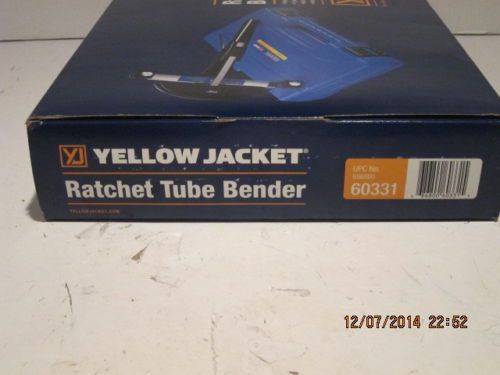 YJ YELLOW JACKET®
Ratchet Tube Bender
YELLOWJACKET.COM
UPC No.
60331
12/07/2014 22:52